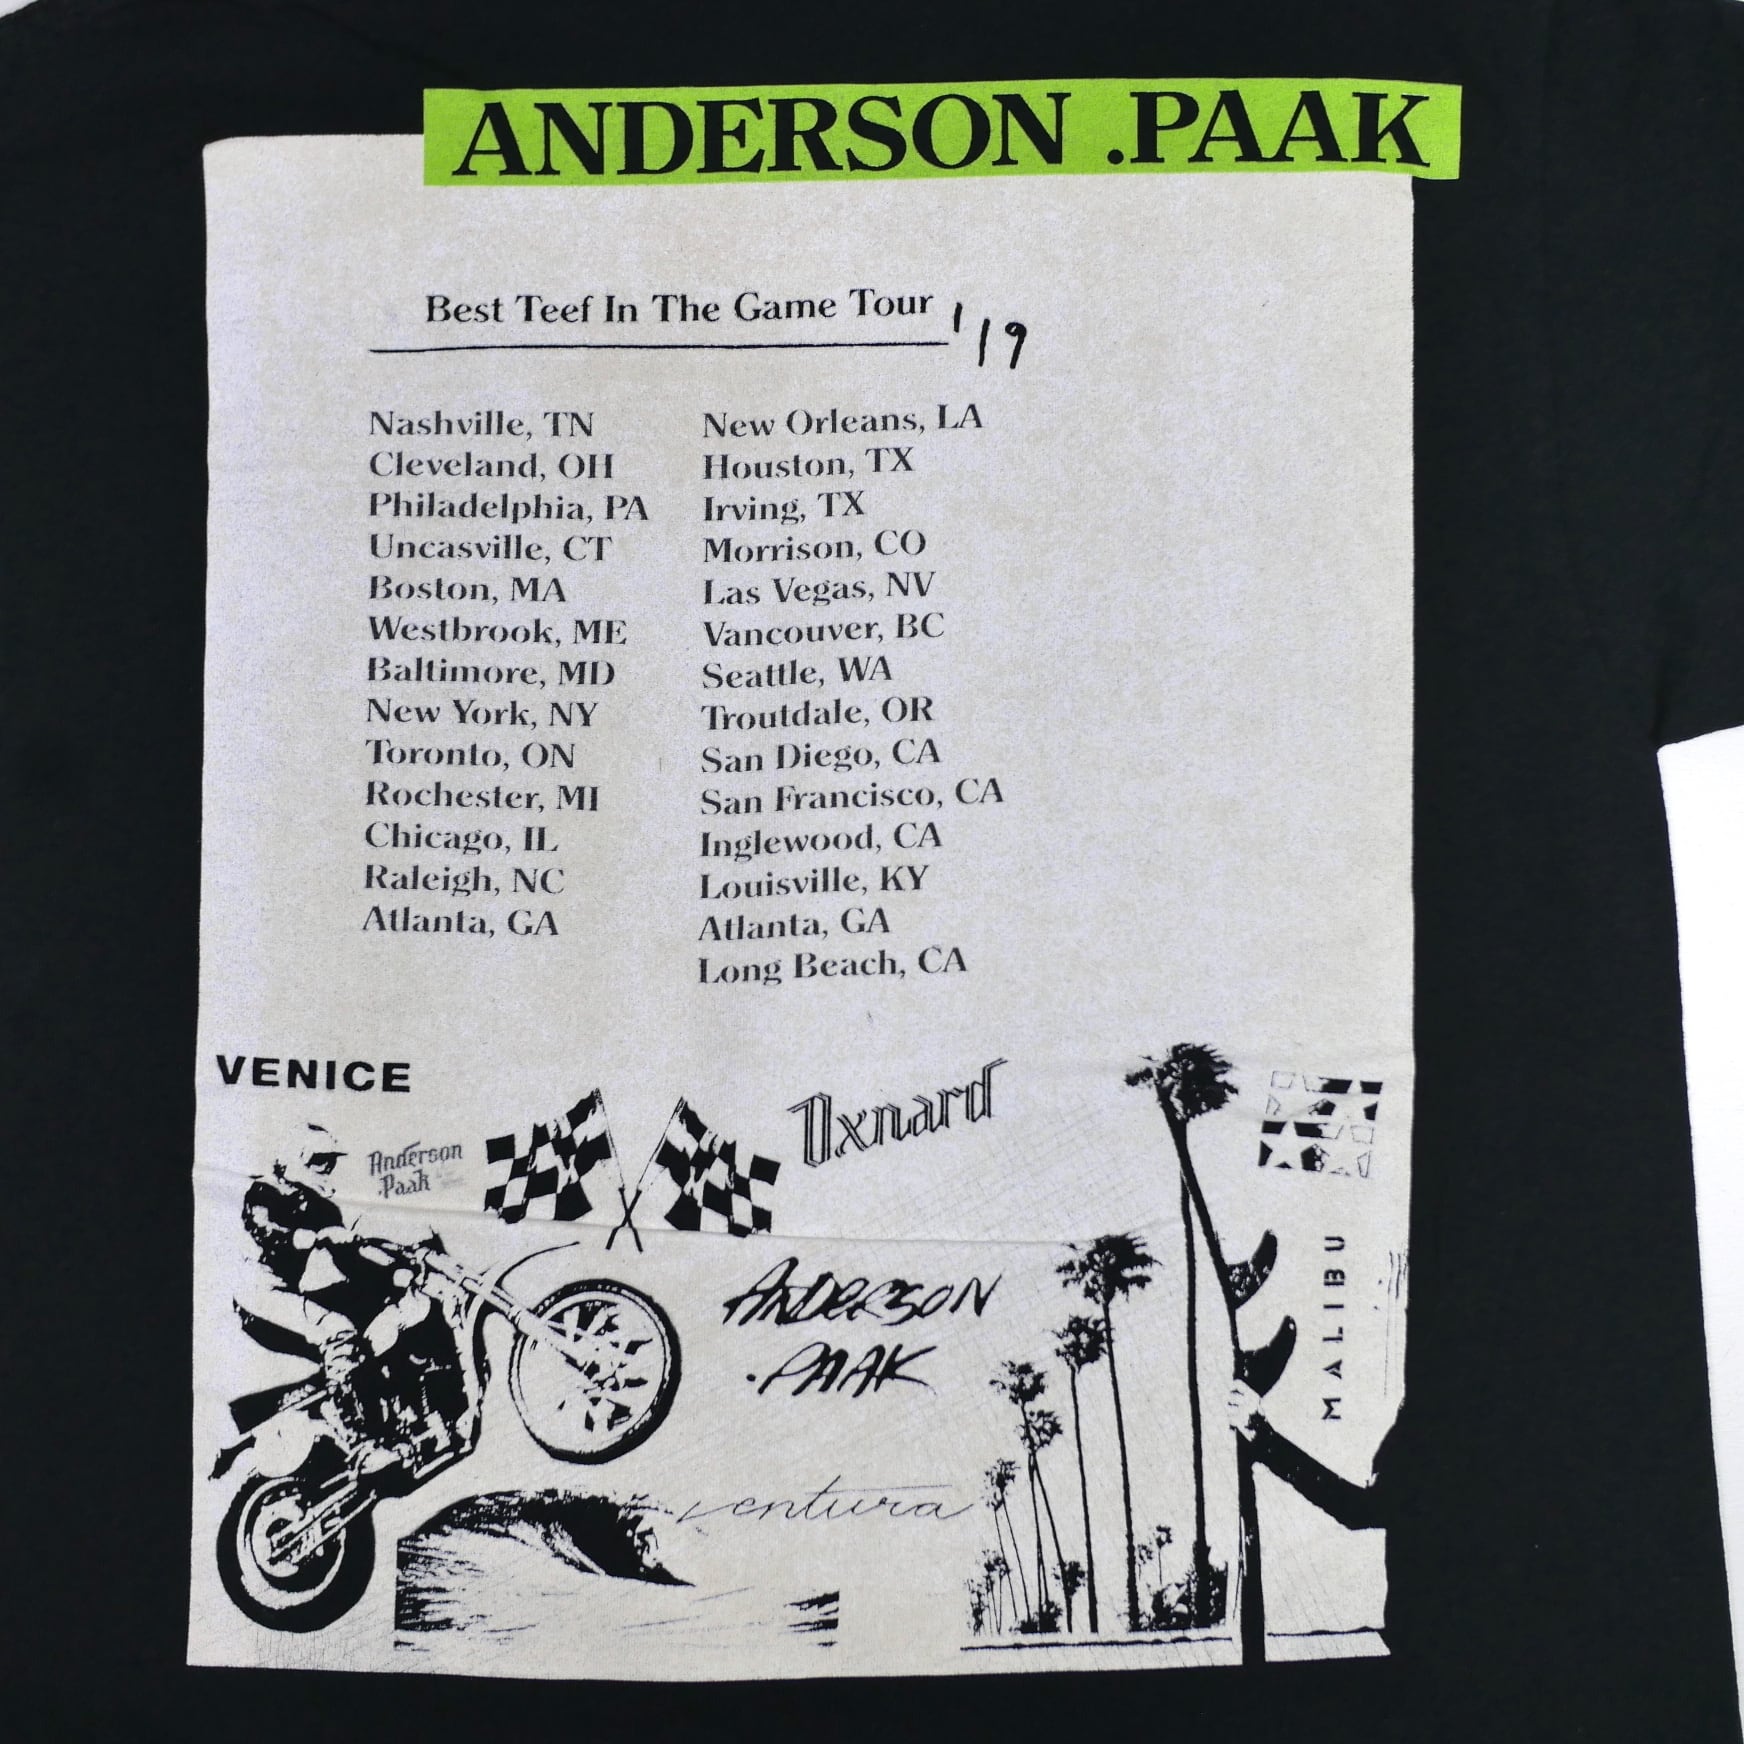 ANDERSON .PAAK
Best Teef In The Game Tour '19
Nashville, TN
Cleveland, OH
Philadelphia, PA
Uncasville, CT
Boston, MA
Westbrook, ME
Baltimore, MD
New York, NY
Toronto, ON
Rochester, MI
Chicago, IL
Raleigh, NC
Atlanta, GA
New Orleans, LA
Houston, TX
Irving, TX
Morrison, CO
Las Vegas, NV
Vancouver, BC
Seattle, WA
Troutdale, OR
San Diego, CA
San Francisco, CA
Inglewood, CA
Louisville, KY
Atlanta, GA
Long Beach, CA
VENICE
Oxnard
Anderson
.Paak
ANDERSON
.PAAK
MALIBU
ventura